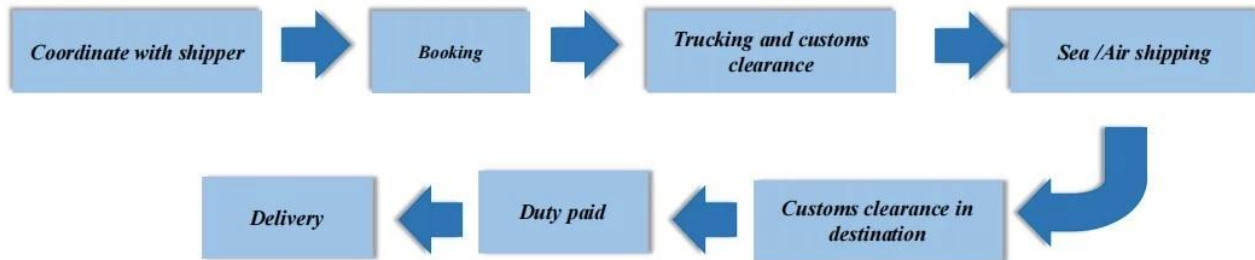 Coordinate with shipper
Booking
Trucking and customs
clearance
Sea /Air shipping
Customs clearance in
destination
Duty paid
Delivery